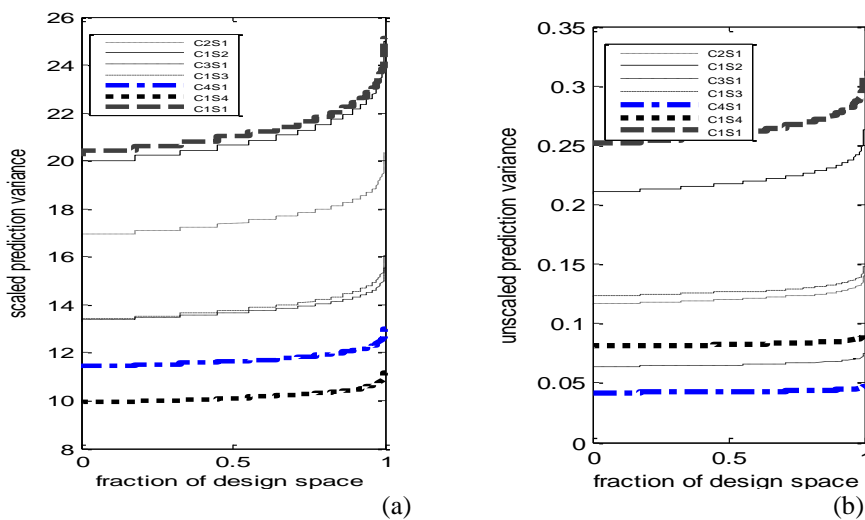 26
24
22
20
18
16
14
12
10
8
scaled prediction variance
C2S1
C1S2
C3S1
C1S3
C4S1
C1S4
C1S1
0
0.5
1
fraction of design space
(a)
0.35
0.3
0.25
0.2
0.15
0.1
0.05
0
unscaled prediction variance
C2S1
C1S2
C3S1
C1S3
C4S1
C1S4
C1S1
0
0.5
1
fraction of design space
(b)